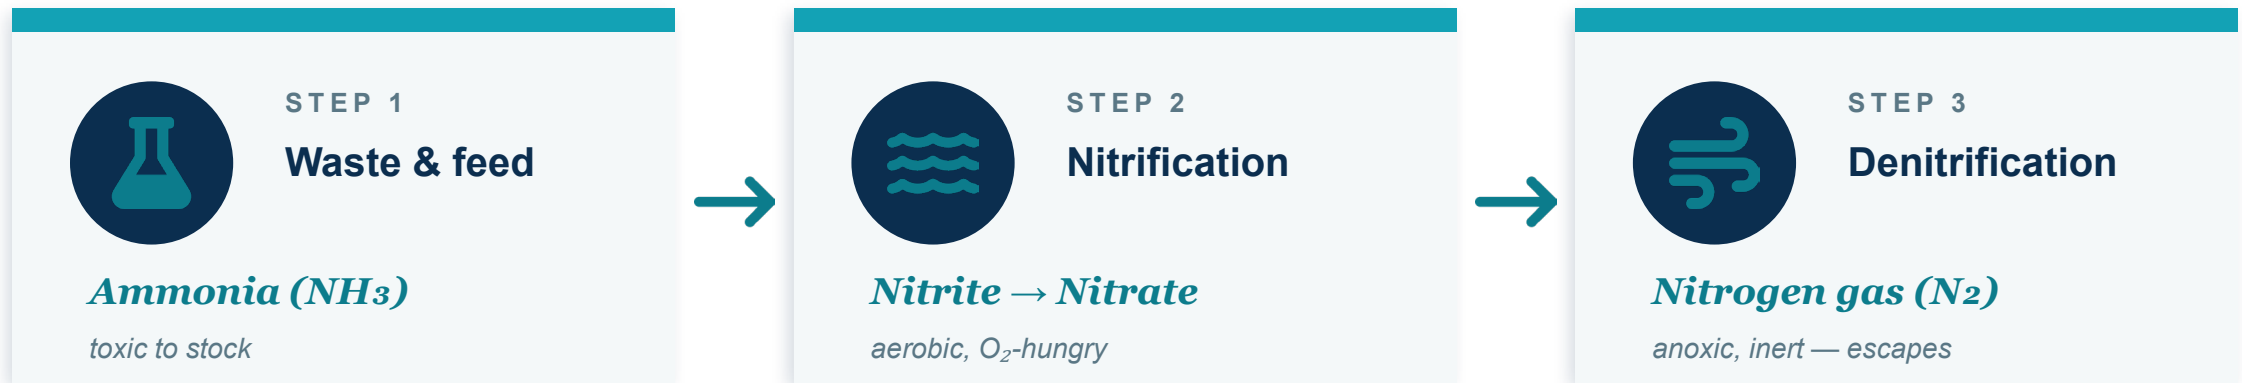 STEP 1
Waste & feed
Ammonia (NH3)
toxic to stock
STEP 2
Nitrification
Nitrite → Nitrate
aerobic, O₂-hungry
STEP 3
Denitrification
Nitrogen gas (N2)
anoxic, inert — escapes